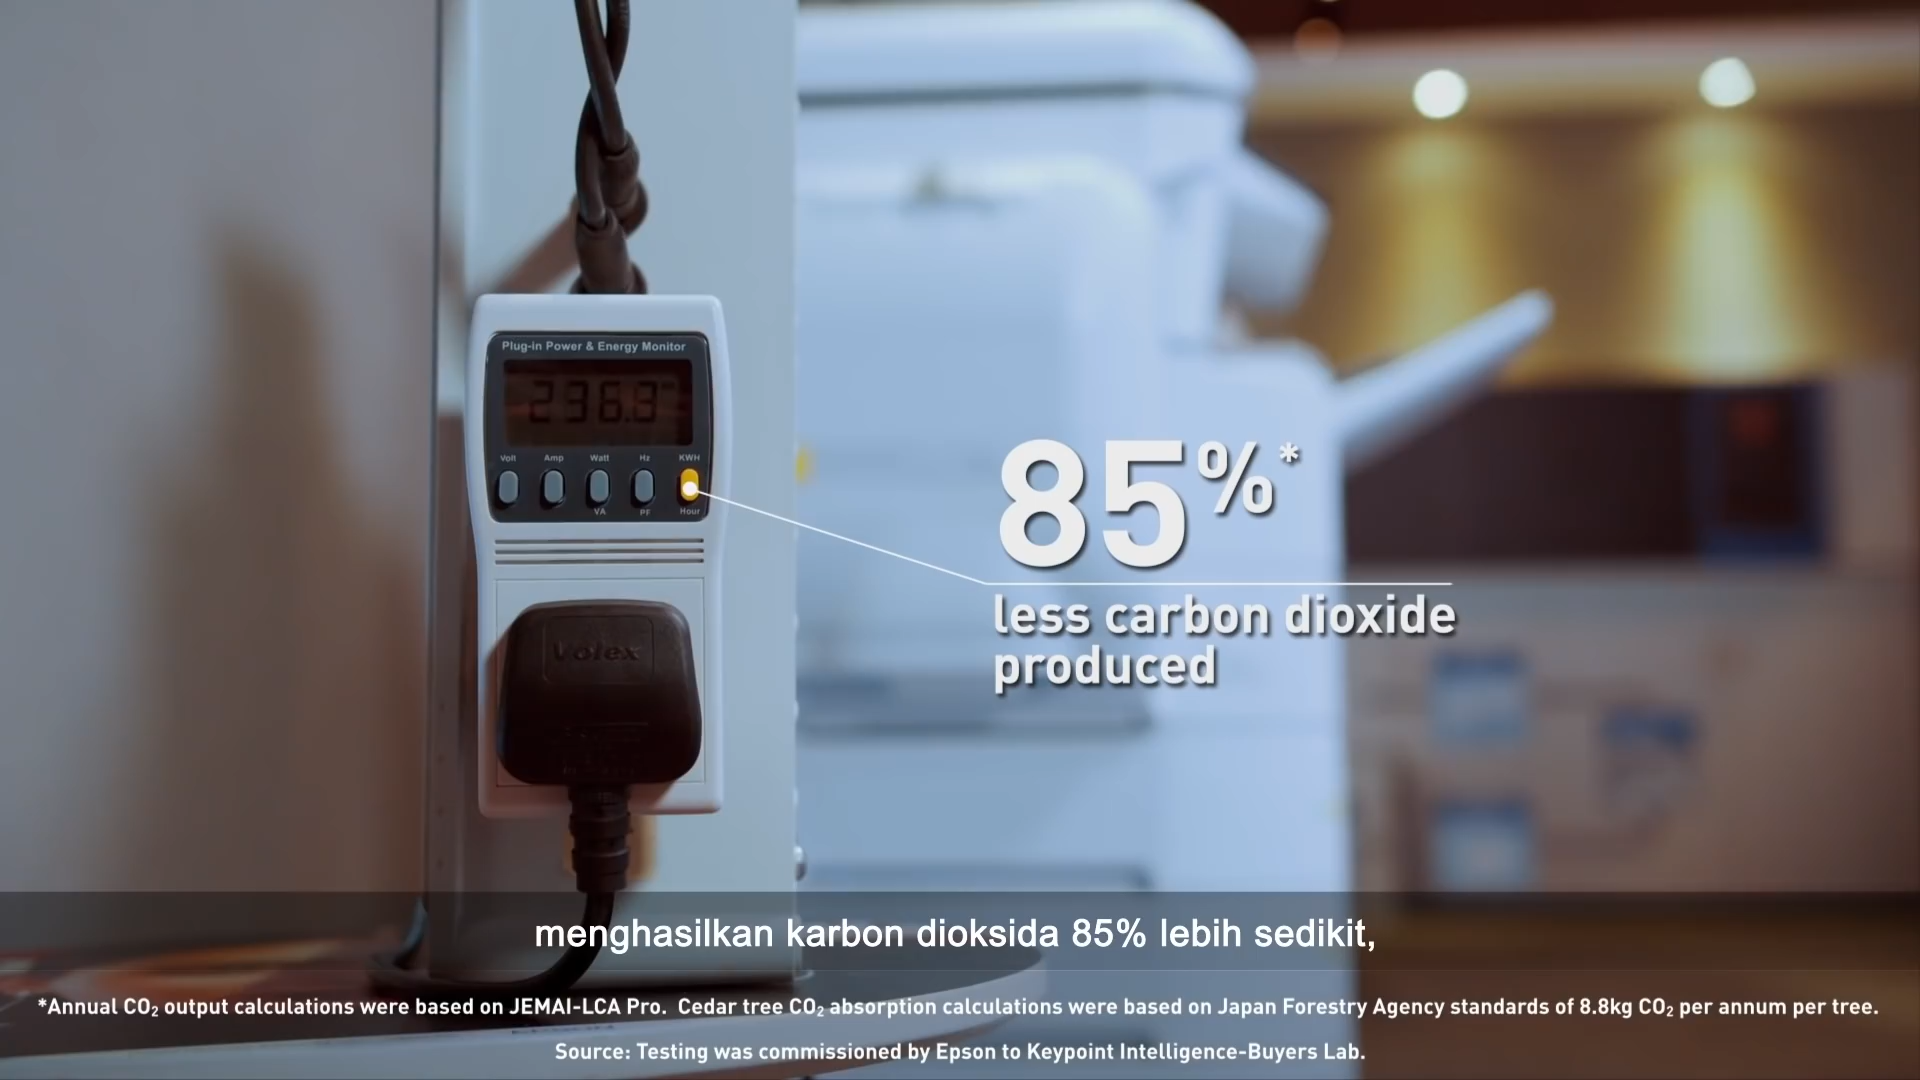 Plug-in Power & Energy Monitor
236.3
Volt Amp Watt Hz KWH
VA PF Hour
85%*
less carbon dioxide
produced
Volex
menghasilkan karbon dioksida 85% lebih sedikit,
*Annual CO₂ output calculations were based on JEMAI-LCA Pro. Cedar tree CO₂ absorption calculations were based on Japan Forestry Agency standards of 8.8kg CO₂ per annum per tree.
Source: Testing was commissioned by Epson to Keypoint Intelligence-Buyers Lab.